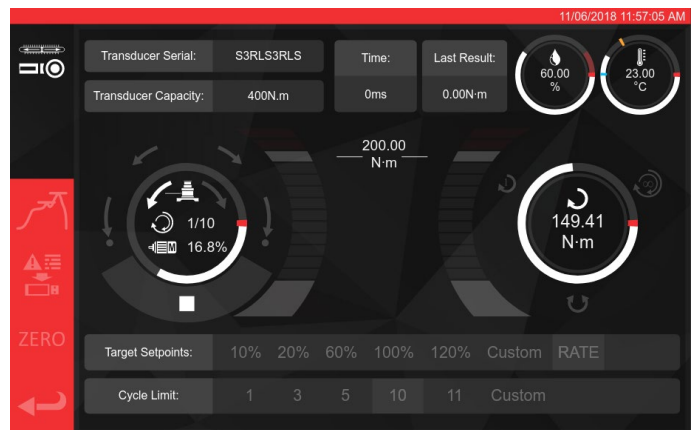 11/06/2018 11:57:05 AM
Transducer Serial: S3RLS3RLS
Time:
Last Result:
60.00
%
23.00
°C
Transducer Capacity: 400N.m
0ms
0.00N·m
200.00
N·m
1/10
M 16.8%
149.41
N·m
ZERO
Target Setpoints: 10% 20% 60% 100% 120% Custom RATE
Cycle Limit: 1 3 5 10 11 Custom